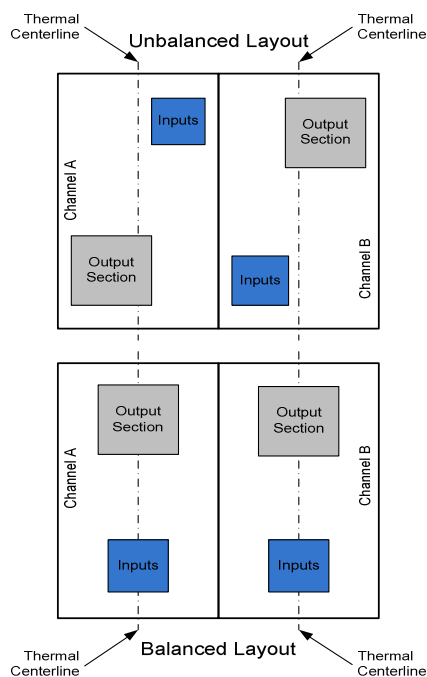 Thermal
Centerline
Thermal
Centerline
Unbalanced Layout
Inputs
Output
Section
Channel A
Output
Section
Inputs
Channel B
Output
Section
Output
Section
Channel A
Channel B
Inputs
Inputs
Balanced Layout
Thermal
Centerline
Thermal
Centerline